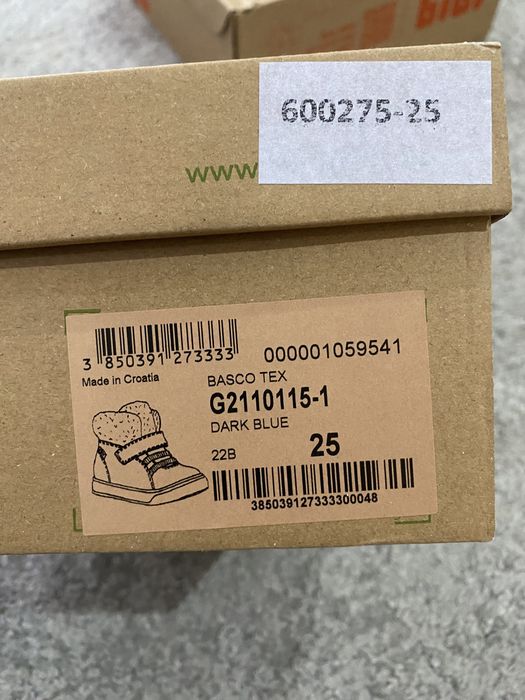 600275-25
www.
3 850391 273333
000001059541
Made in Croatia
BASCO TEX
G2110115-1
DARK BLUE
22B
25
385039127333300048